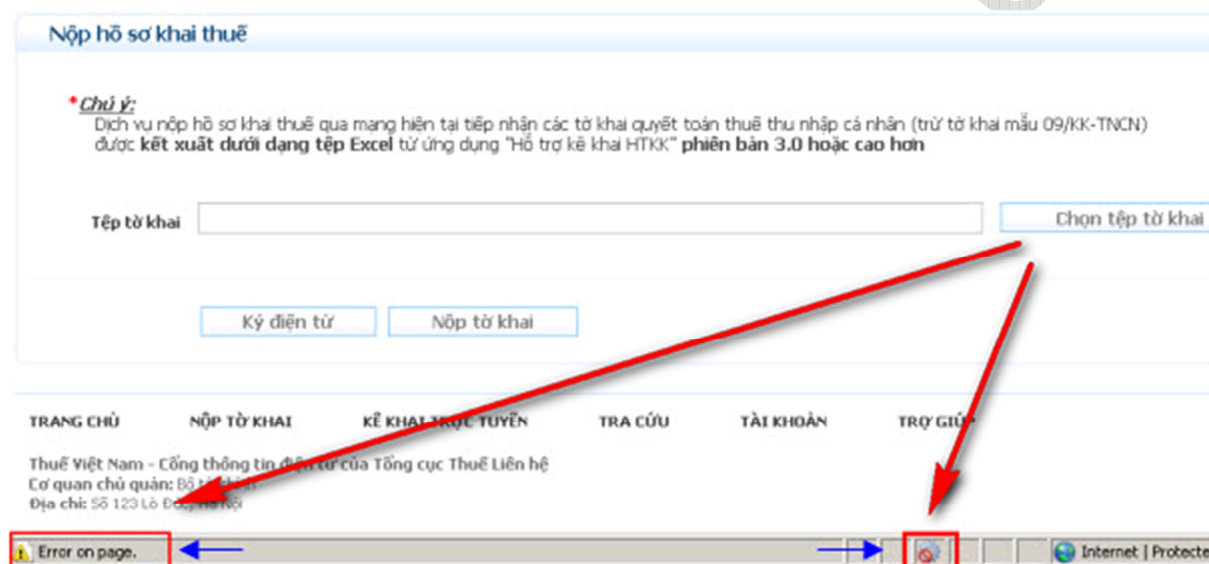 Nộp hồ sơ khai thuế
*Chú ý:
Dịch vụ nộp hồ sơ khai thuế qua mạng hiện tại tiếp nhận các tờ khai quyết toán thuế thu nhập cá nhân (trừ tờ khai mẫu 09/KK-TNCN)
được kết xuất dưới dạng tệp Excel từ ứng dụng "Hỗ trợ kê khai HTKK" phiên bản 3.0 hoặc cao hơn
Tệp tờ khai
Chọn tệp tờ khai
Ký điện tử Nộp tờ khai
TRANG CHỦ NỘP TỜ KHAI KÊ KHAI TRỰC TUYẾN TRA CỨU TÀI KHOẢN TRỢ GIÚP
Thuế Việt Nam - Cổng thông tin điện tử của Tổng cục Thuế Liên hệ
Cơ quan chủ quản: Bộ tài chính
Địa chỉ: Số 123 Lò Đúc, Hà Nội
Error on page.
Internet | Protecte